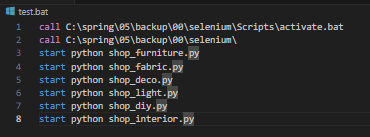 test.bat
1 call C:\spring\05\backup\00\selenium\Scripts\activate.bat
2 call C:\spring\05\backup\00\selenium\
3 start python shop_furniture.py
4 start python shop_fabric.py
5 start python shop_deco.py
6 start python shop_light.py
7 start python shop_diy.py
8 start python shop_interior.py